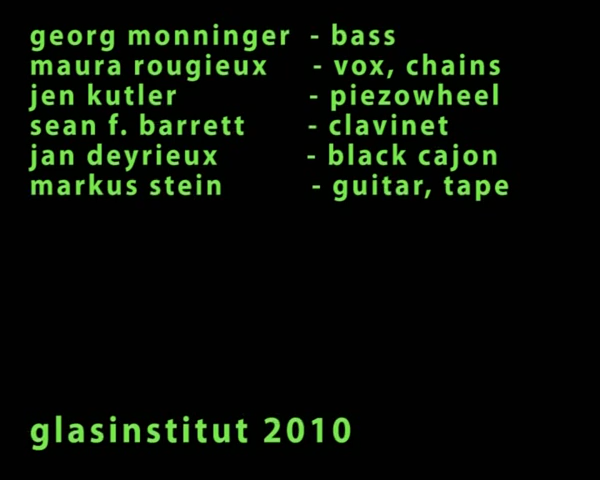 georg monninger - bass
maura rougieux - vox, chains
jen kutler - piezowheel
sean f. barrett - clavinet
jan deyrieux - black cajon
markus stein - guitar, tape
glasinstitut 2010